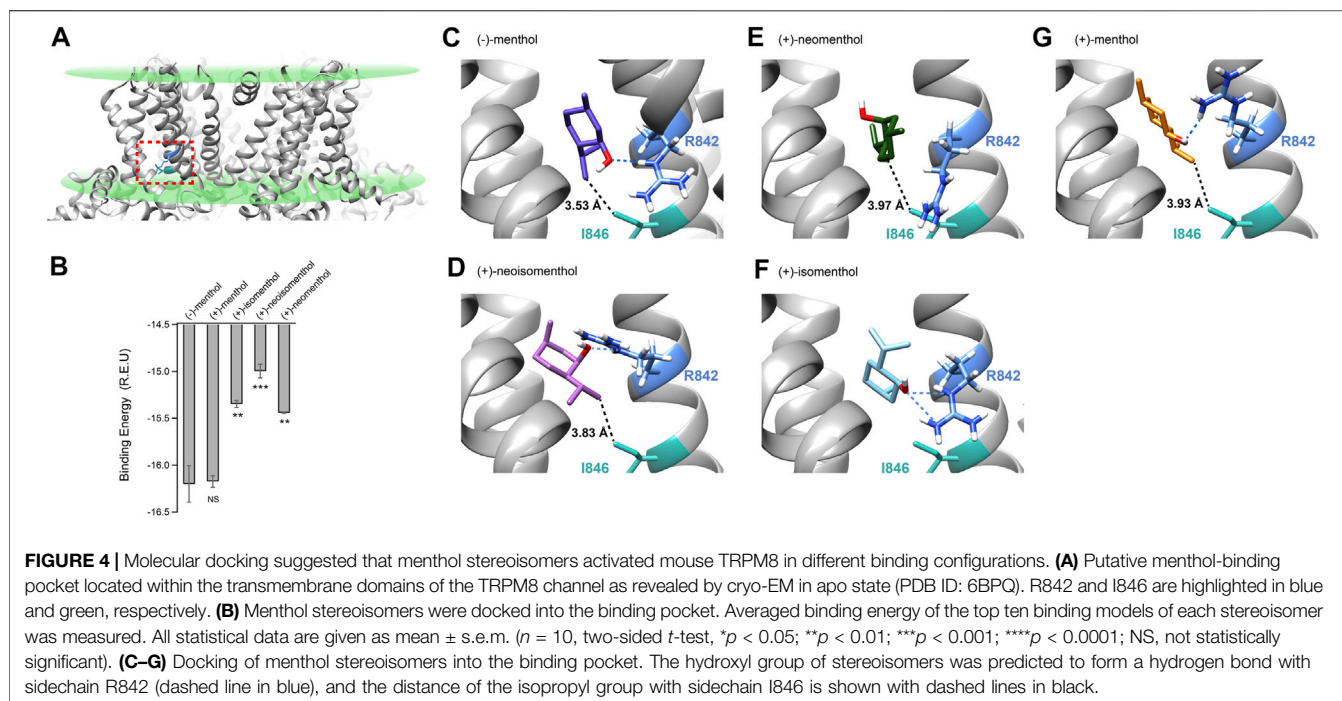 A
B
Binding Energy (R.E.U)
(-)-menthol
(+)-menthol
(+)-isomenthol
(+)-neoisomenthol
(+)-neomenthol
-14.5
-15.0
-15.5
-16.0
-16.5
NS
**
***
**
C (-)-menthol
R842
3.53 Å
I846
D (+)-neoisomenthol
R842
3.83 Å
I846
E (+)-neomenthol
R842
3.97 Å
I846
F (+)-isomenthol
R842
I846
G (+)-menthol
R842
3.93 Å
I846
FIGURE 4 | Molecular docking suggested that menthol stereoisomers activated mouse TRPM8 in different binding configurations. (A) Putative menthol-binding
pocket located within the transmembrane domains of the TRPM8 channel as revealed by cryo-EM in apo state (PDB ID: 6BPQ). R842 and I846 are highlighted in blue
and green, respectively. (B) Menthol stereoisomers were docked into the binding pocket. Averaged binding energy of the top ten binding models of each stereoisomer
was measured. All statistical data are given as mean ± s.e.m. (n = 10, two-sided t-test, *p < 0.05; **p < 0.01; ***p < 0.001; ****p < 0.0001; NS, not statistically
significant). (C–G) Docking of menthol stereoisomers into the binding pocket. The hydroxyl group of stereoisomers was predicted to form a hydrogen bond with
sidechain R842 (dashed line in blue), and the distance of the isopropyl group with sidechain I846 is shown with dashed lines in black.